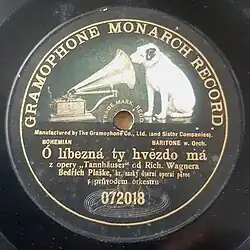 GRAMOPHONE MONARCH RECORD
TRADE MARK
Manufactured by The Gramophone Co., Ltd. (and Sister Companies).
BOHEMIAN BARITONE w. Orch.
Ó líbezná ty hvězdo má
z opery „Tannhäuser" od Rich. Wagnera
Bedřich Plaške, kr. saský dvorní operní pěvec
s průvodem orkestru
072018